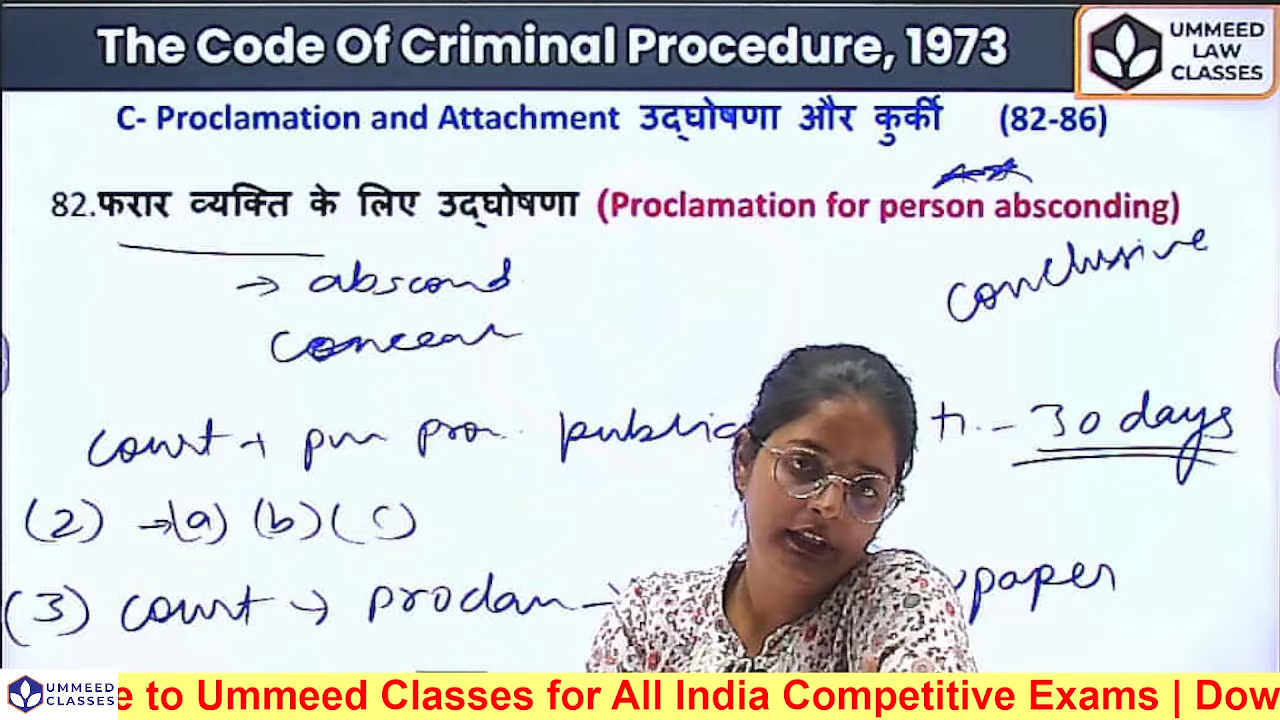 The Code Of Criminal Procedure, 1973
UMMEED
LAW
CLASSES
C- Proclamation and Attachment उद्घोषणा और कुर्की (82-86)
82.फरार व्यक्ति के लिए उद्घोषणा (Proclamation for person absconding)
→ abscond
conclusive
conceal
court → pro. public - 30 days
(2) →(a) (b) (c)
(3) court → proclam → paper
UMMEED
CLASSES
e to Ummeed Classes for All India Competitive Exams | Dow